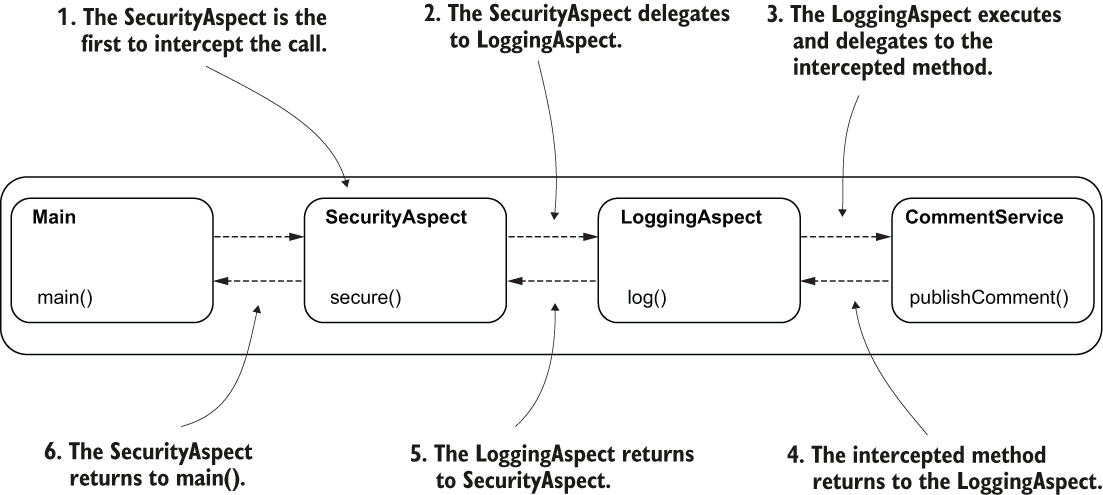 1. The SecurityAspect is the
first to intercept the call.
2. The SecurityAspect delegates
to LoggingAspect.
3. The LoggingAspect executes
and delegates to the
intercepted method.
Main
main()
SecurityAspect
secure()
LoggingAspect
log()
CommentService
publishComment()
6. The SecurityAspect
returns to main().
5. The LoggingAspect returns
to SecurityAspect.
4. The intercepted method
returns to the LoggingAspect.